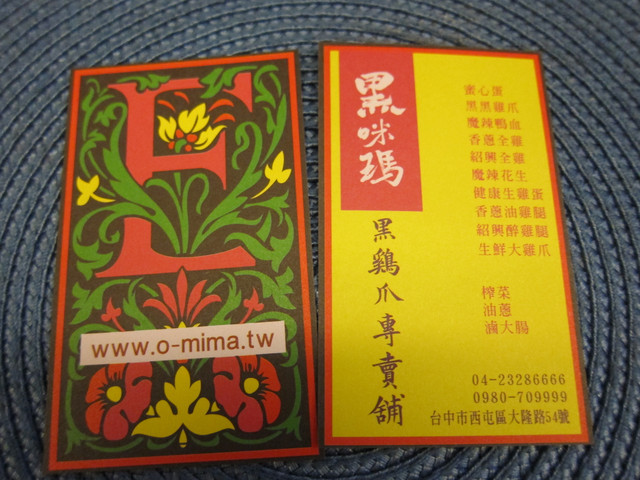 E
www.o-mima.tw
黑咪瑪
黑鷄爪專賣舖
蜜心蛋
黑黑雞爪
魔辣鴨血
香蔥全雞
紹興全雞
魔辣花生
健康生雞蛋
香蔥油雞腿
紹興醉雞腿
生鮮大雞爪
榨菜
油蔥
滷大腸
04-23286666
0980-709999
台中市西屯區大隆路54號